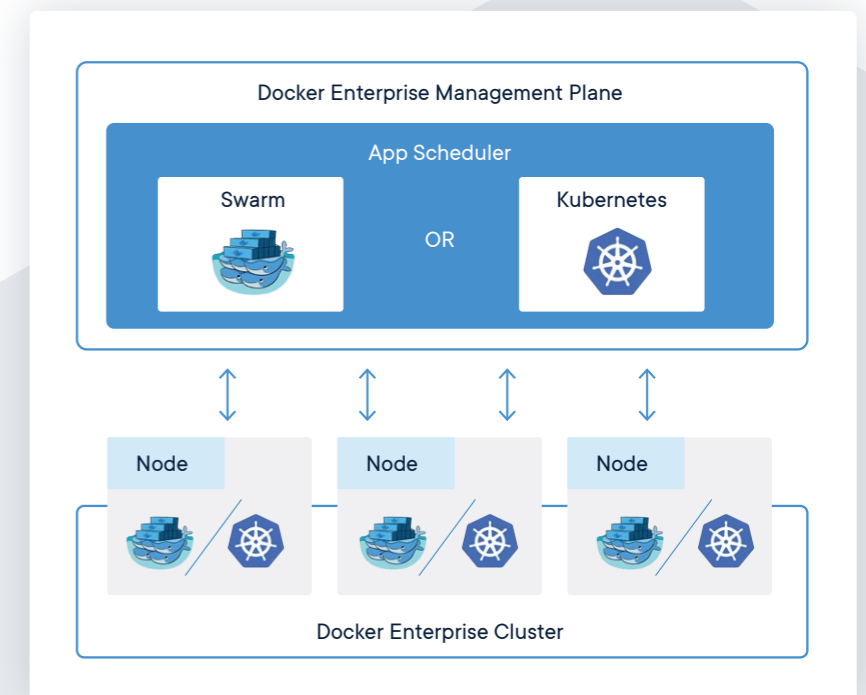 Docker Enterprise Management Plane
App Scheduler
Swarm
OR
Kubernetes
Node
Node
Node
Docker Enterprise Cluster